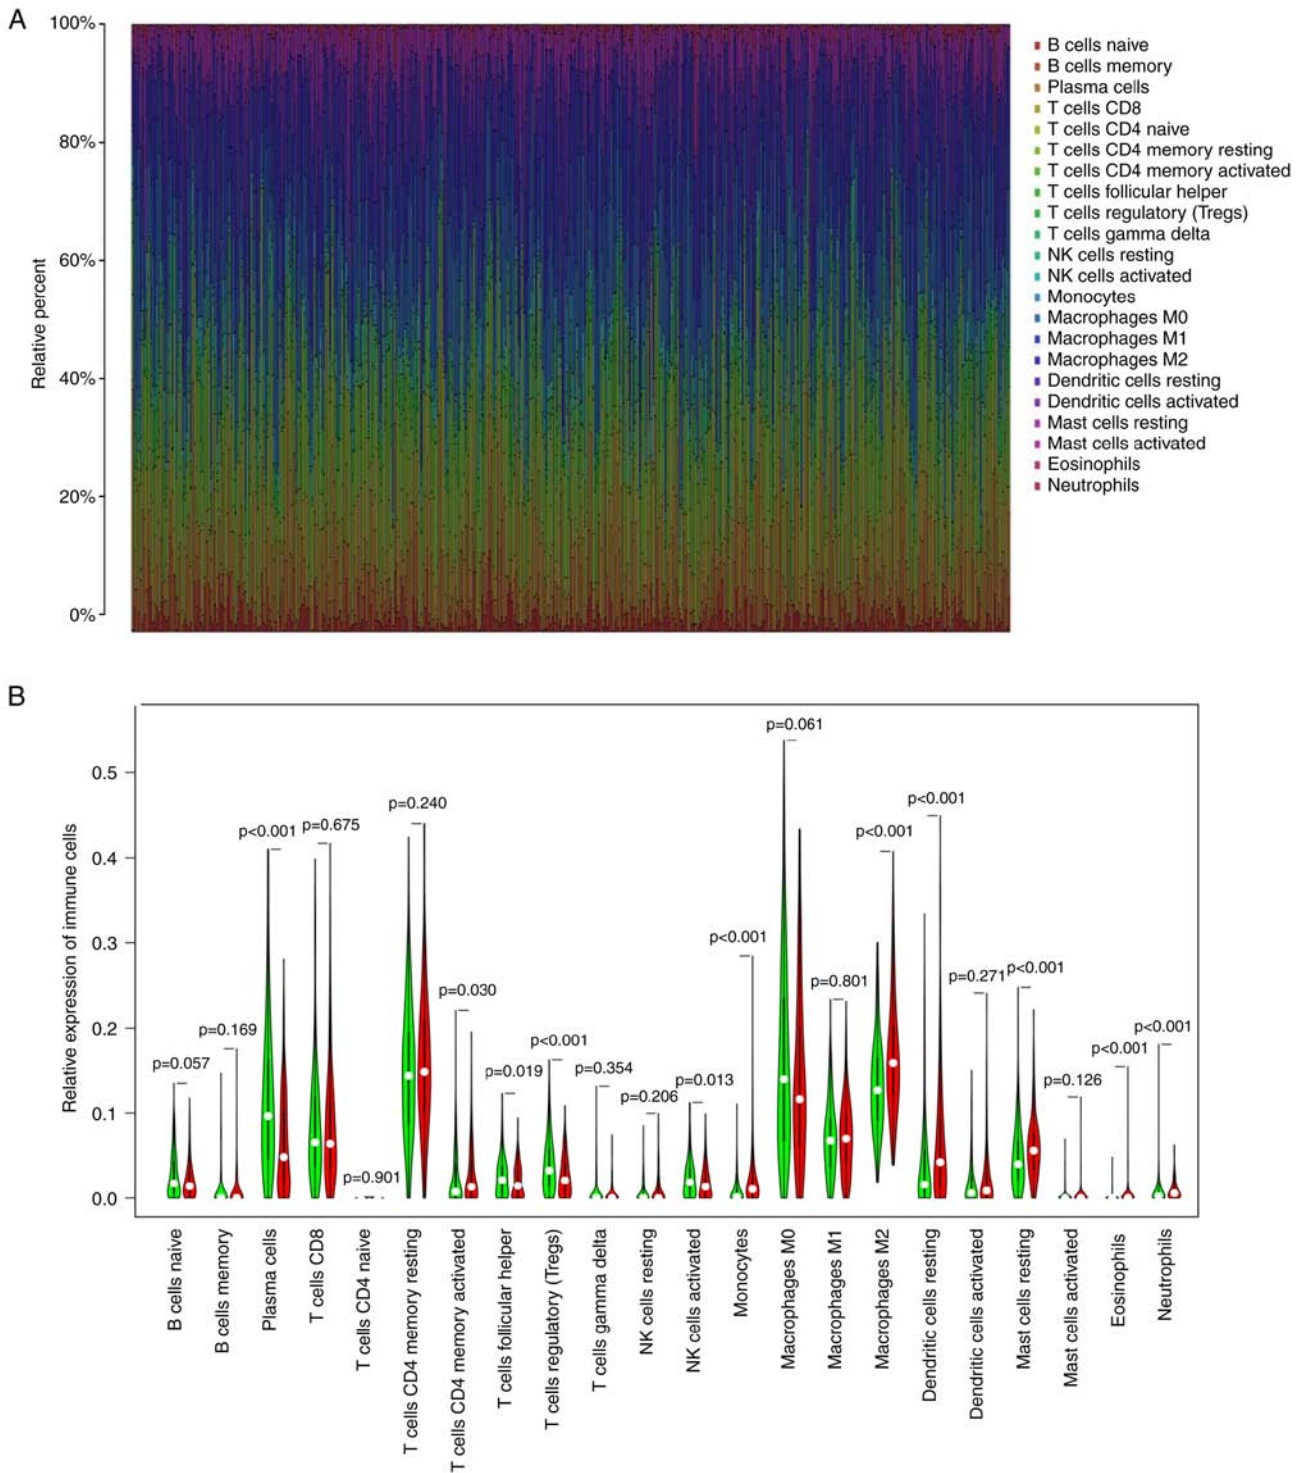 A
100%
80%
60%
40%
20%
0%
Relative percent
B cells naive
B cells memory
Plasma cells
T cells CD8
T cells CD4 naive
T cells CD4 memory resting
T cells CD4 memory activated
T cells follicular helper
T cells regulatory (Tregs)
T cells gamma delta
NK cells resting
NK cells activated
Monocytes
Macrophages M0
Macrophages M1
Macrophages M2
Dendritic cells resting
Dendritic cells activated
Mast cells resting
Mast cells activated
Eosinophils
Neutrophils
B
Relative expression of immune cells
0.5
0.4
0.3
0.2
0.1
0.0
p=0.057
p=0.169
p<0.001
p=0.675
p=0.901
p=0.240
p=0.030
p=0.019
p<0.001
p=0.354
p=0.206
p=0.013
p<0.001
p=0.061
p=0.801
p<0.001
p<0.001
p=0.271
p<0.001
p=0.126
p<0.001
p<0.001
B cells naive
B cells memory
Plasma cells
T cells CD8
T cells CD4 naive
T cells CD4 memory resting
T cells CD4 memory activated
T cells follicular helper
T cells regulatory (Tregs)
T cells gamma delta
NK cells resting
NK cells activated
Monocytes
Macrophages M0
Macrophages M1
Macrophages M2
Dendritic cells resting
Dendritic cells activated
Mast cells resting
Mast cells activated
Eosinophils
Neutrophils